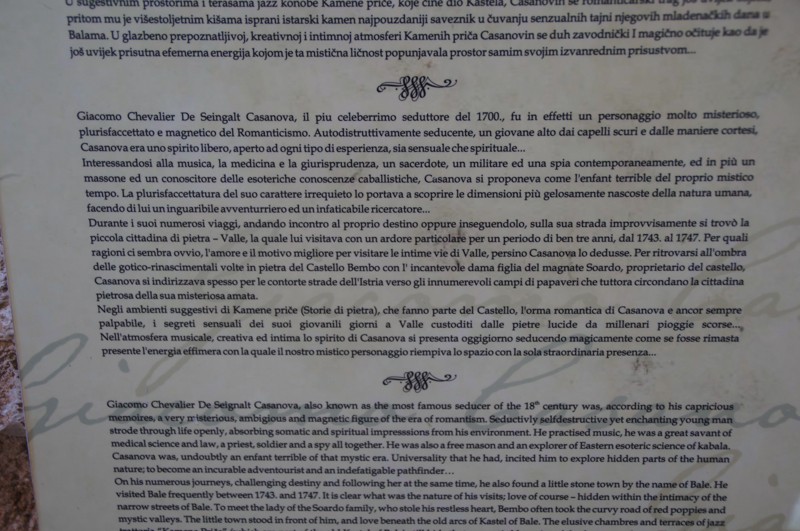 U sugestivnim prostorima i terasama jazz konobe Kamene priče, koje čine dio Kaštela, Casanovin se romantičarski trag još uvijek
pritom mu je višestoljetnim kišama isprani istarski kamen najpouzdaniji saveznik u čuvanju senzualnih tajni njegovih mladenačkih dana u
Balama. U glazbeno prepoznatljivoj, kreativnoj i intimnoj atmosferi Kamenih priča Casanovin se duh zavodnički I magično očituje kao da je
još uvijek prisutna efemerna energija kojom je ta mistična ličnost popunjavala prostor samim svojim izvanrednim prisustvom...
Giacomo Chevalier De Seingalt Casanova, il piu celeberrimo seduttore del 1700., fu in effetti un personaggio molto misterioso,
plurisfaccettato e magnetico del Romanticismo. Autodistruttivamente seducente, un giovane alto dai capelli scuri e dalle maniere cortesi,
Casanova era uno spirito libero, aperto ad ogni tipo di esperienza, sia sensuale che spirituale...
Interessandosi alla musica, la medicina e la giurisprudenza, un sacerdote, un militare ed una spia contemporaneamente, ed in più un
massone ed un conoscitore delle esoteriche conoscenze caballistiche, Casanova si proponeva come l'enfant terrible del proprio mistico
tempo. La plurisfaccettatura del suo carattere irrequieto lo portava a scoprire le dimensioni più gelosamente nascoste della natura umana,
facendo di lui un inguaribile avventurriero ed un infaticabile ricercatore...
Durante i suoi numerosi viaggi, andando incontro al proprio destino oppure inseguendolo, sulla sua strada improvvisamente si trovò la
piccola cittadina di pietra – Valle, la quale lui visitava con un ardore particolare per un periodo di ben tre anni, dal 1743. al 1747. Per quali
ragioni ci sembra ovvio, l'amore e il motivo migliore per visitare le intime vie di Valle, persino Casanova lo dedusse. Per ritrovarsi all'ombra
delle gotico-rinascimentali volte in pietra del Castello Bembo con l' incantevole dama figlia del magnate Soardo, proprietario del castello,
Casanova si indirizzava spesso per le contorte strade dell'Istria verso gli innumerevoli campi di papaveri che tuttora circondano la cittadina
pietrosa della sua misteriosa amata.
Negli ambienti suggestivi di Kamene priče (Storie di pietra), che fanno parte del Castello, l'orma romantica di Casanova e ancor sempre
palpabile, i segreti sensuali dei suoi giovanili giorni a Valle custoditi dalle pietre lucide da millenari pioggie scorse...
Nell'atmosfera musicale, creativa ed intima lo spirito di Casanova si presenta oggigiorno seducendo magicamente come se fosse rimasta
presente l'energia effimera con la quale il nostro mistico personaggio riempiva lo spazio con la sola straordinaria presenza...
Giacomo Chevalier De Seignalt Casanova, also known as the most famous seducer of the 18th century was, according to his capricious
memoires, a very misterious, ambigious and magnetic figure of the era of romantism. Seductivly selfdestructive yet enchanting young man
strode through life openly, absorbing somatic and spiritual impresssions from his environment. He practised music, he was a great savant of
medical science and law, a priest, soldier and a spy all together. He was also a free mason and an explorer of Eastern esoteric science of kabala.
Casanova was, undoubtly an enfant terrible of that mystic era. Universality that he had, incited him to explore hidden parts of the human
nature; to become an incurable adventourist and an indefatigable pathfinder…
On his numerous journeys, challenging destiny and following her at the same time, he also found a little stone town by the name of Bale. He
visited Bale frequently between 1743. and 1747. It is clear what was the nature of his visits; love of course – hidden within the intimacy of the
narrow streets of Bale. To meet the lady of the Soardo family, who stole his restless heart, Bembo often took the curvy road of red poppies and
mystic valleys. The little town stood in front of him, and love beneath the old arcs of Kastel of Bale. The elusive chambres and terraces of jazz